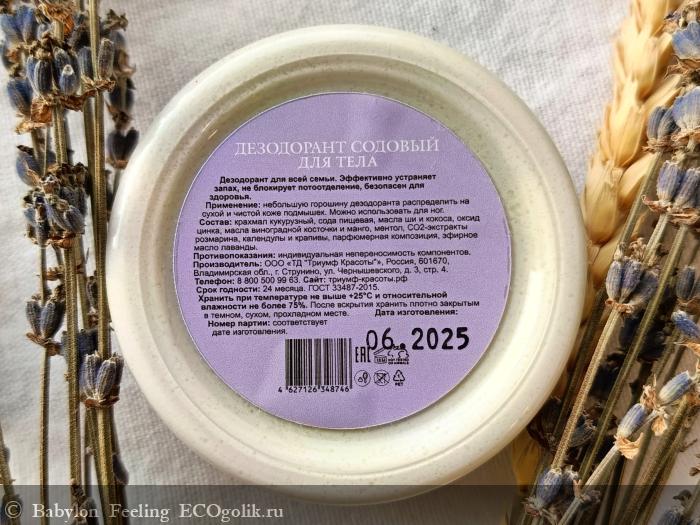 ДЕЗОДОРАНТ СОДОВЫЙ
ДЛЯ ТЕЛА
Дезодорант для всей семьи. Эффективно устраняет
запах, не блокирует потоотделение, безопасен для
здоровья.
Применение: небольшую горошину дезодоранта распределить на
сухой и чистой коже подмышек. Можно использовать для ног.
Состав: крахмал кукурузный, сода пищевая, масла ши и кокоса, оксид
цинка, масла виноградной косточки и манго, ментол, СО2-экстракты
розмарина, календулы и крапивы, парфюмерная композиция, эфирное
масло лаванды.
Противопоказания: индивидуальная непереносимость компонентов.
Производитель: ООО «ТД "Триумф Красоты"», Россия, 601670,
Владимирская обл., г. Струнино, ул. Чернышевского, д. 3, стр. 4.
Телефон: 8 800 500 99 63. Сайт: триумф-красоты.рф
Срок годности: 24 месяца. ГОСТ 33487-2015.
Хранить при температуре не выше +25°С и относительной
влажности не более 75%. После вскрытия хранить плотно закрытым
в темном, сухом, прохладном месте. Дата изготовления:
Номер партии: соответствует
дате изготовления.
06 2025
EAC
4 627126 348746
PET
© Babylon_Feeling ECOgolik.ru